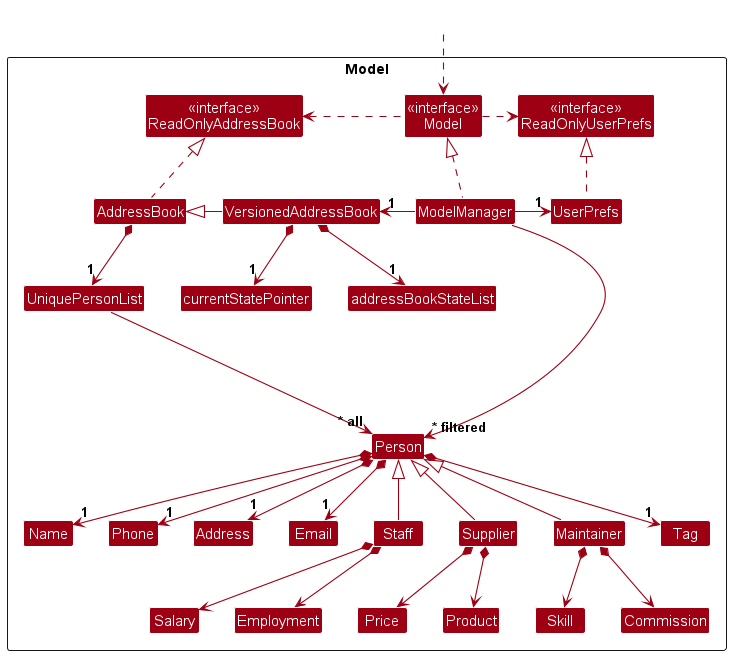 Model
«interface»
ReadOnlyAddressBook
«interface»
Model
«interface»
ReadOnlyUserPrefs
AddressBook
VersionedAddressBook
1
ModelManager
1
UserPrefs
1
1
1
UniquePersonList
currentStatePointer
addressBookStateList
* all
* filtered
Person
1
1
1
1
1
Name
Phone
Address
Email
Staff
Supplier
Maintainer
Tag
Salary
Employment
Price
Product
Skill
Commission